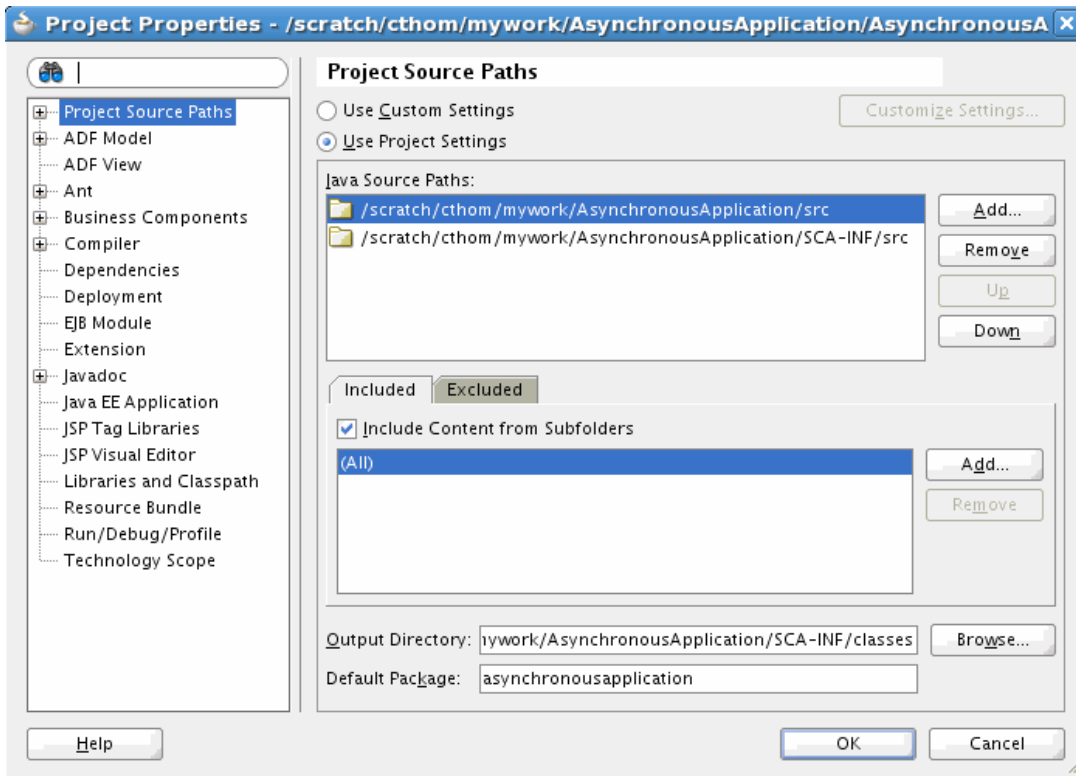 Project Properties - /scratch/cthom/mywork/AsynchronousApplication/AsynchronousA
Project Source Paths
ADF Model
ADF View
Ant
Business Components
Compiler
Dependencies
Deployment
EJB Module
Extension
Javadoc
Java EE Application
JSP Tag Libraries
JSP Visual Editor
Libraries and Classpath
Resource Bundle
Run/Debug/Profile
Technology Scope
Project Source Paths
Use Custom Settings
Customize Settings...
Use Project Settings
Java Source Paths:
/scratch/cthom/mywork/AsynchronousApplication/src
/scratch/cthom/mywork/AsynchronousApplication/SCA-INF/src
Add...
Remove
Up
Down
Included
Excluded
Include Content from Subfolders
(All)
Add...
Remove
Output Directory:
mywork/AsynchronousApplication/SCA-INF/classes
Browse...
Default Package:
asynchronousapplication
Help
OK
Cancel